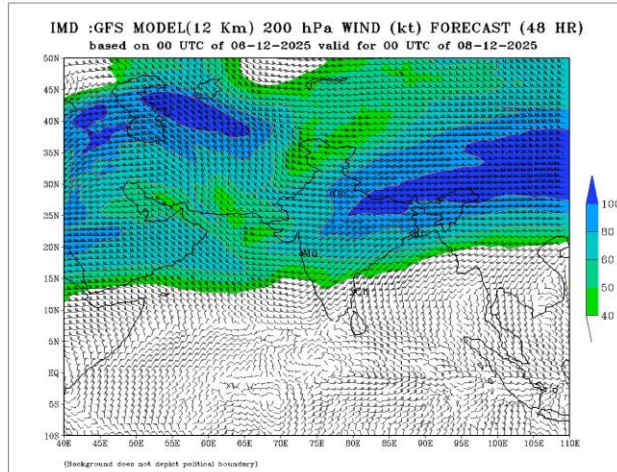 IMD :GFS MODEL(12 Km) 200 hPa WIND (kt) FORECAST (48 HR)
based on 00 UTC of 06-12-2025 valid for 00 UTC of 08-12-2025
50N
45N
40N
35N
30N
25N
20N
15N
10N
5N
EQ
5S
10S
40E 45E 50E 55E 60E 65E 70E 75E 80E 85E 90E 95E 100E 105E 110E
100
80
60
50
40
(Background does not depict political boundary)